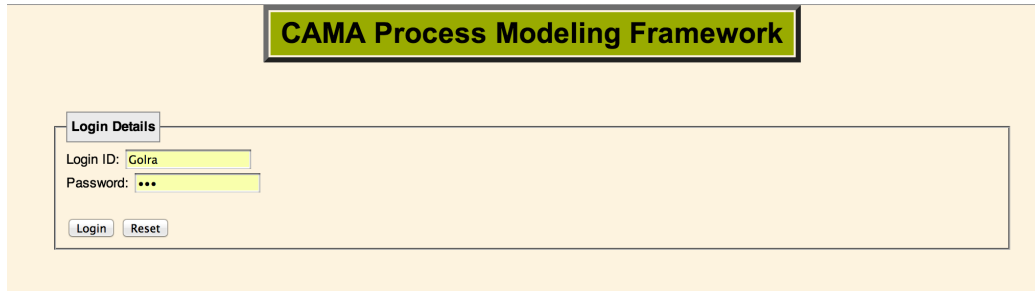 CAMA Process Modeling Framework
Login Details
Login ID: Golra
Password: •••
Login Reset